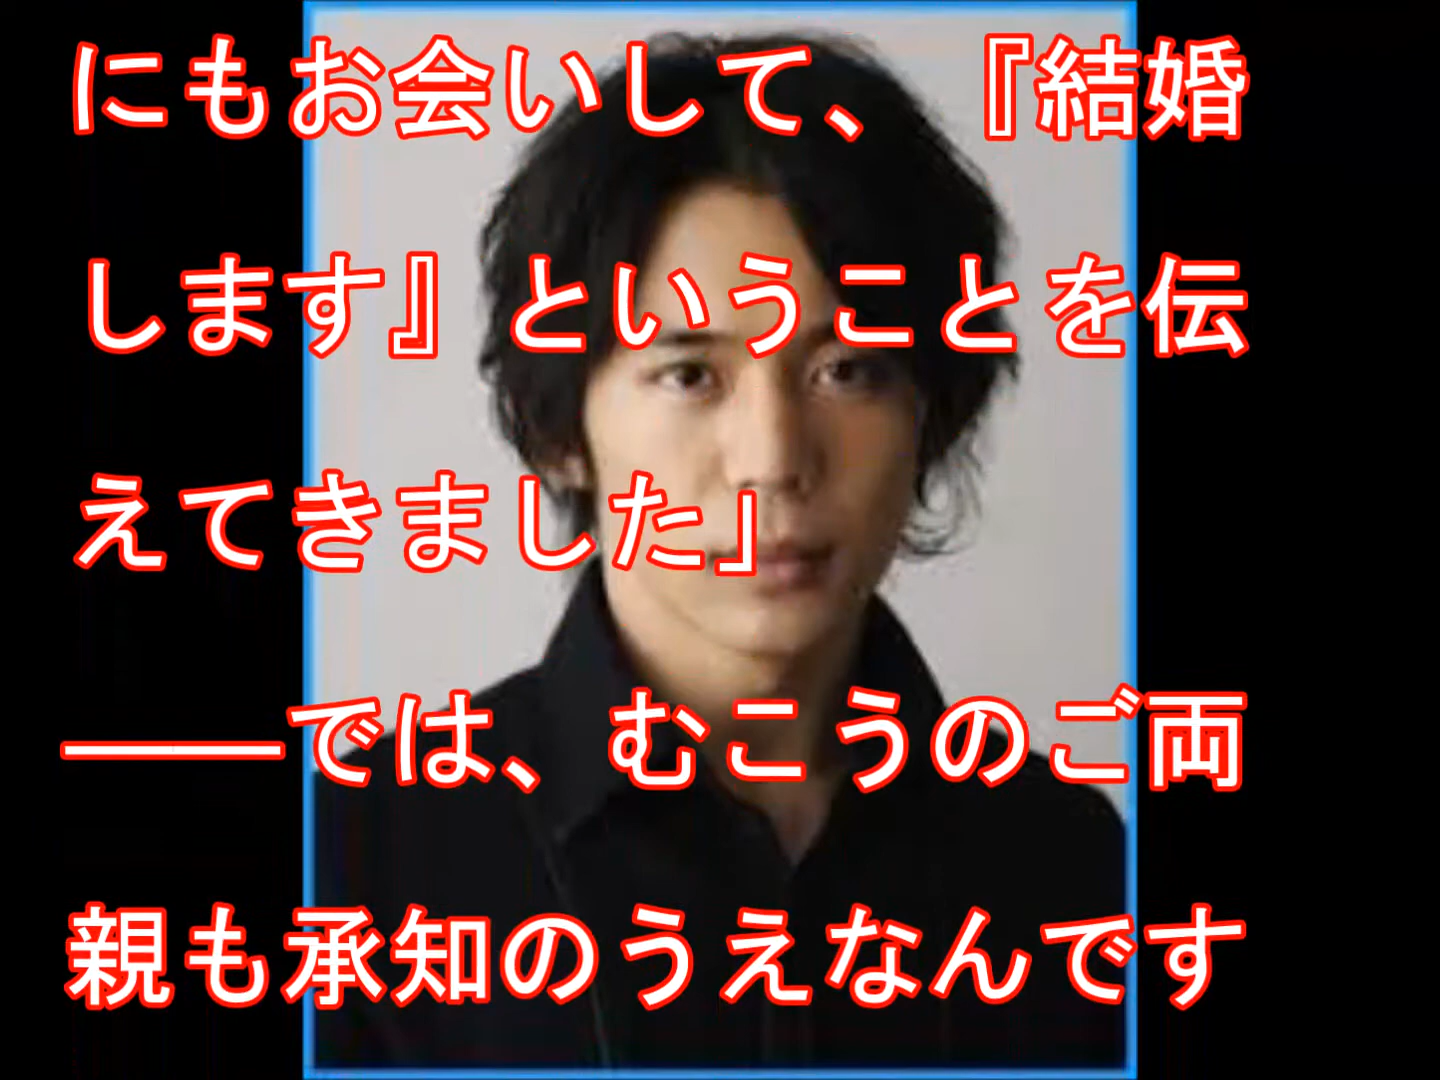 にもお会いして、『結婚
します』ということを伝
えてきました」
――では、むこうのご両
親も承知のうえなんです